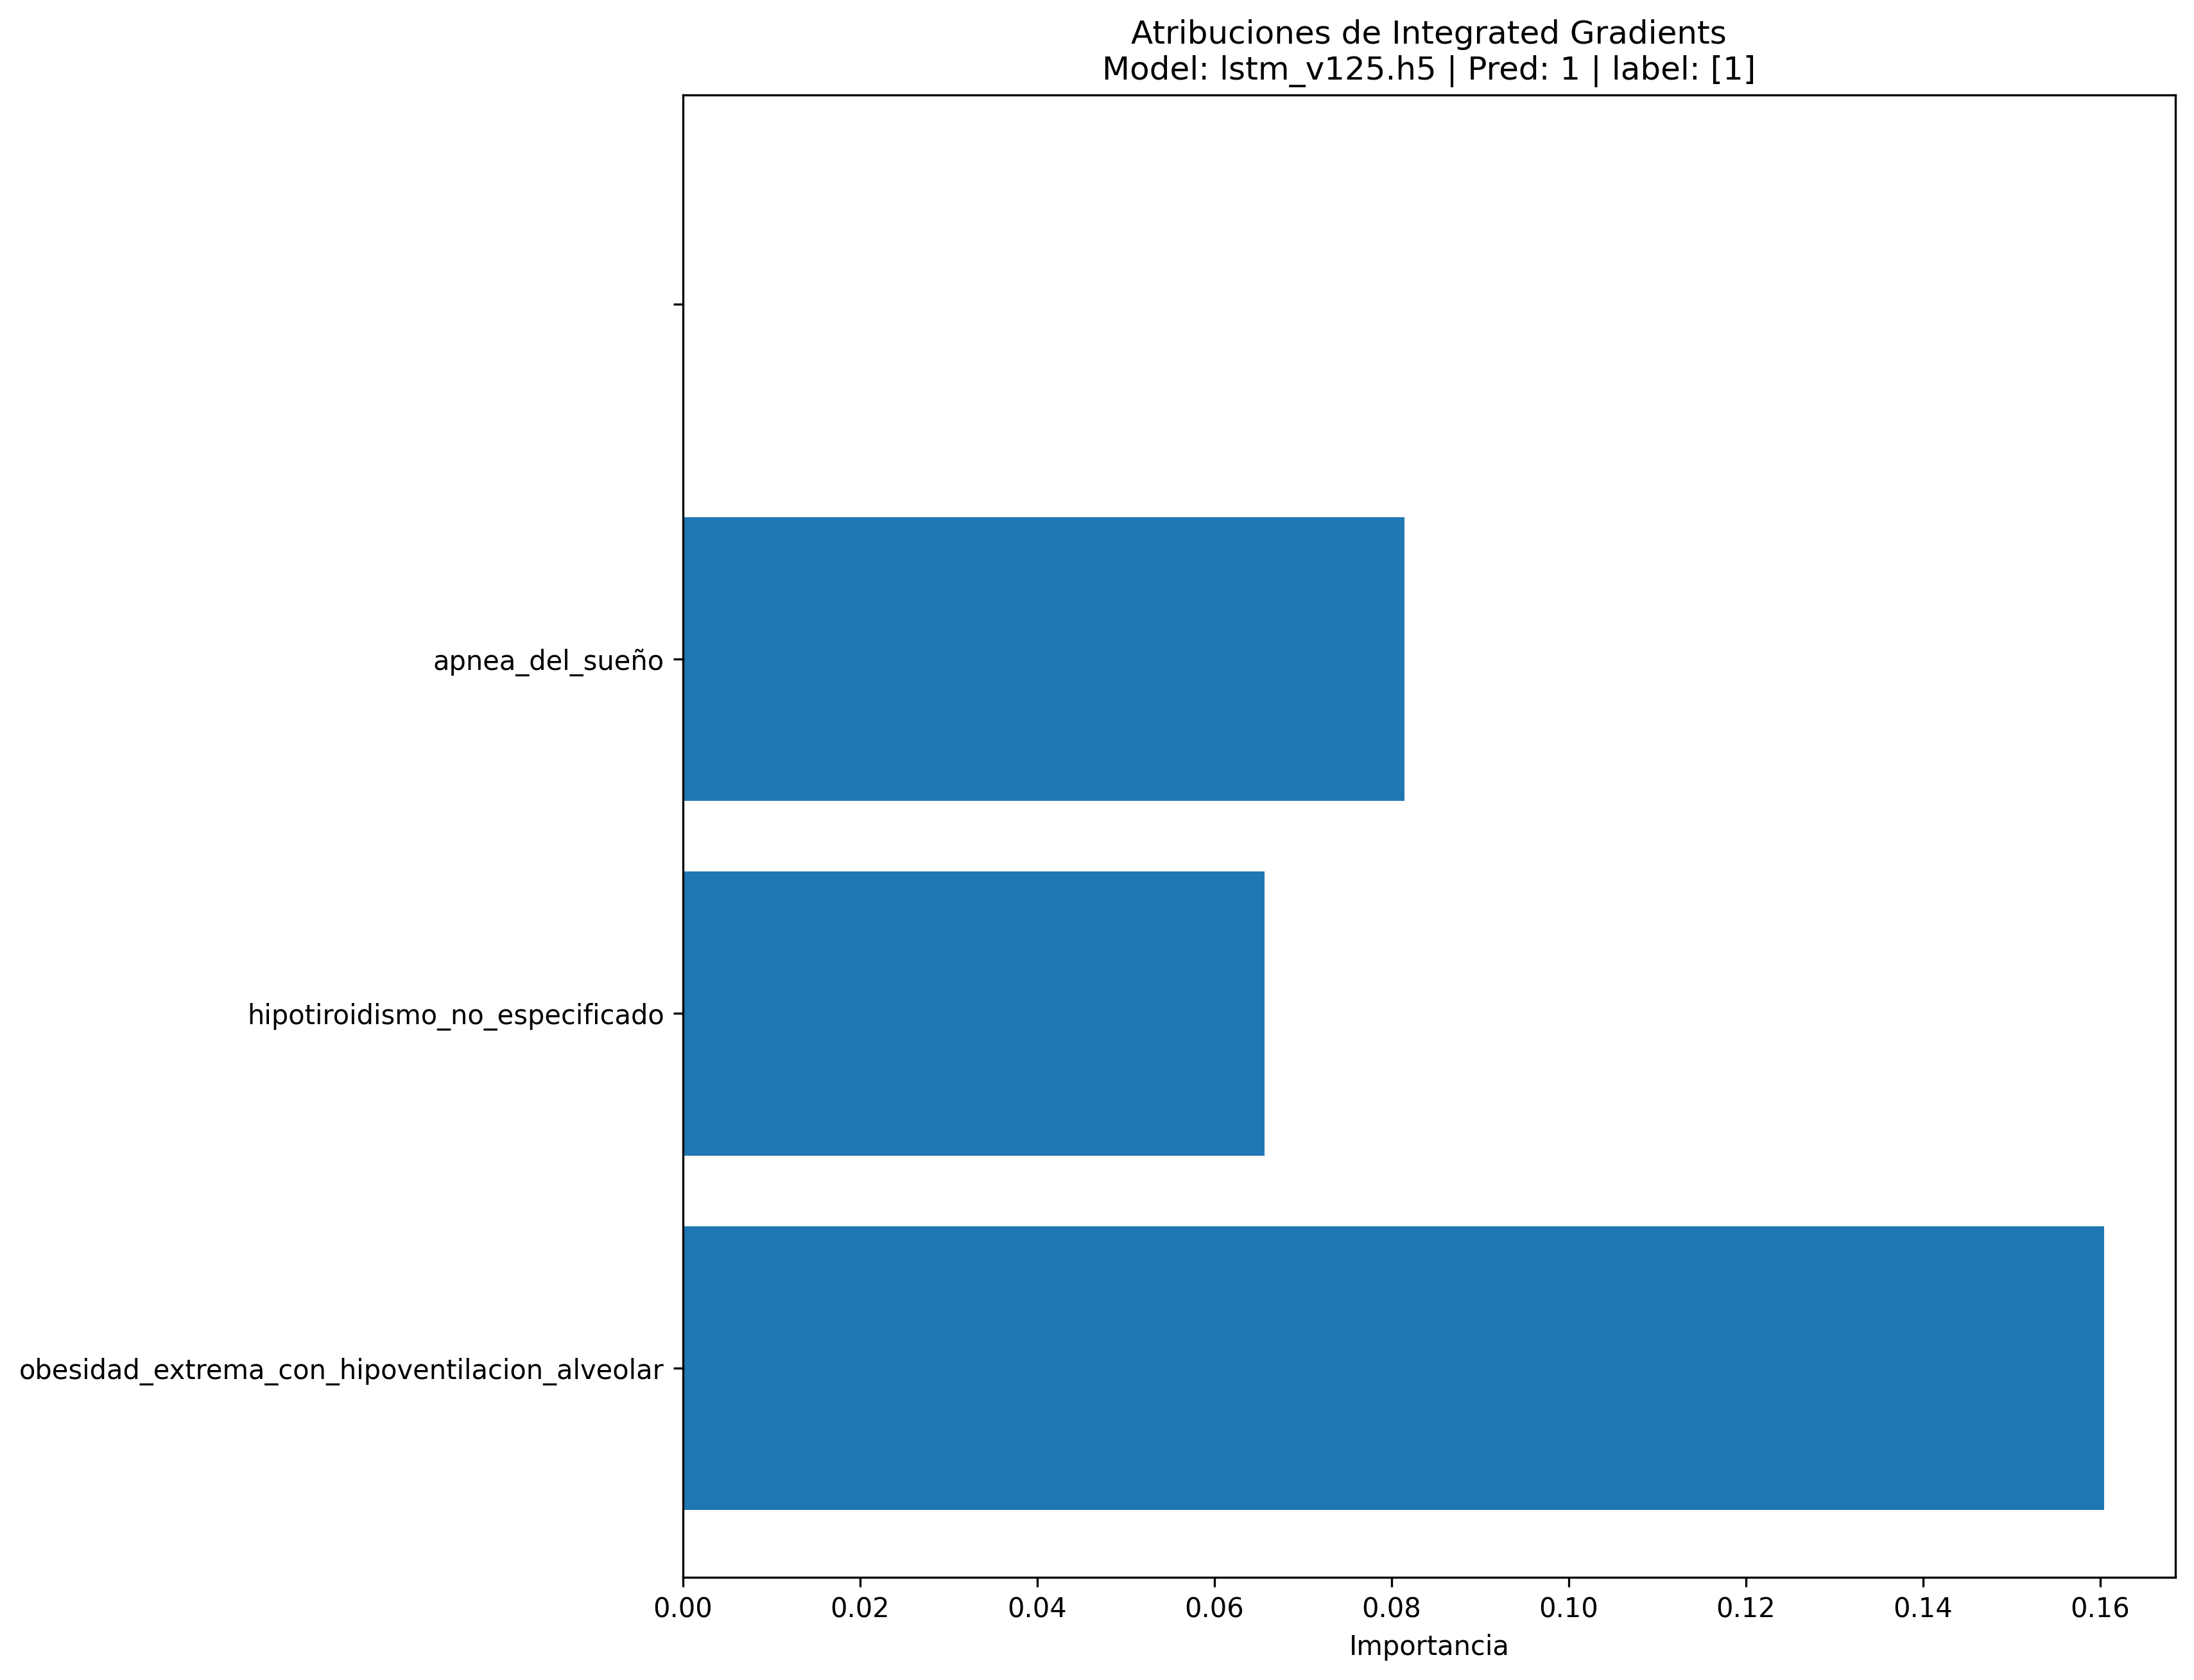 Atribuciones de Integrated Gradients
Model: lstm_v125.h5 | Pred: 1 | label: [1]
apnea_del_sueño
hipotiroidismo_no_especificado
obesidad_extrema_con_hipoventilacion_alveolar
0.00 0.02 0.04 0.06 0.08 0.10 0.12 0.14 0.16
Importancia